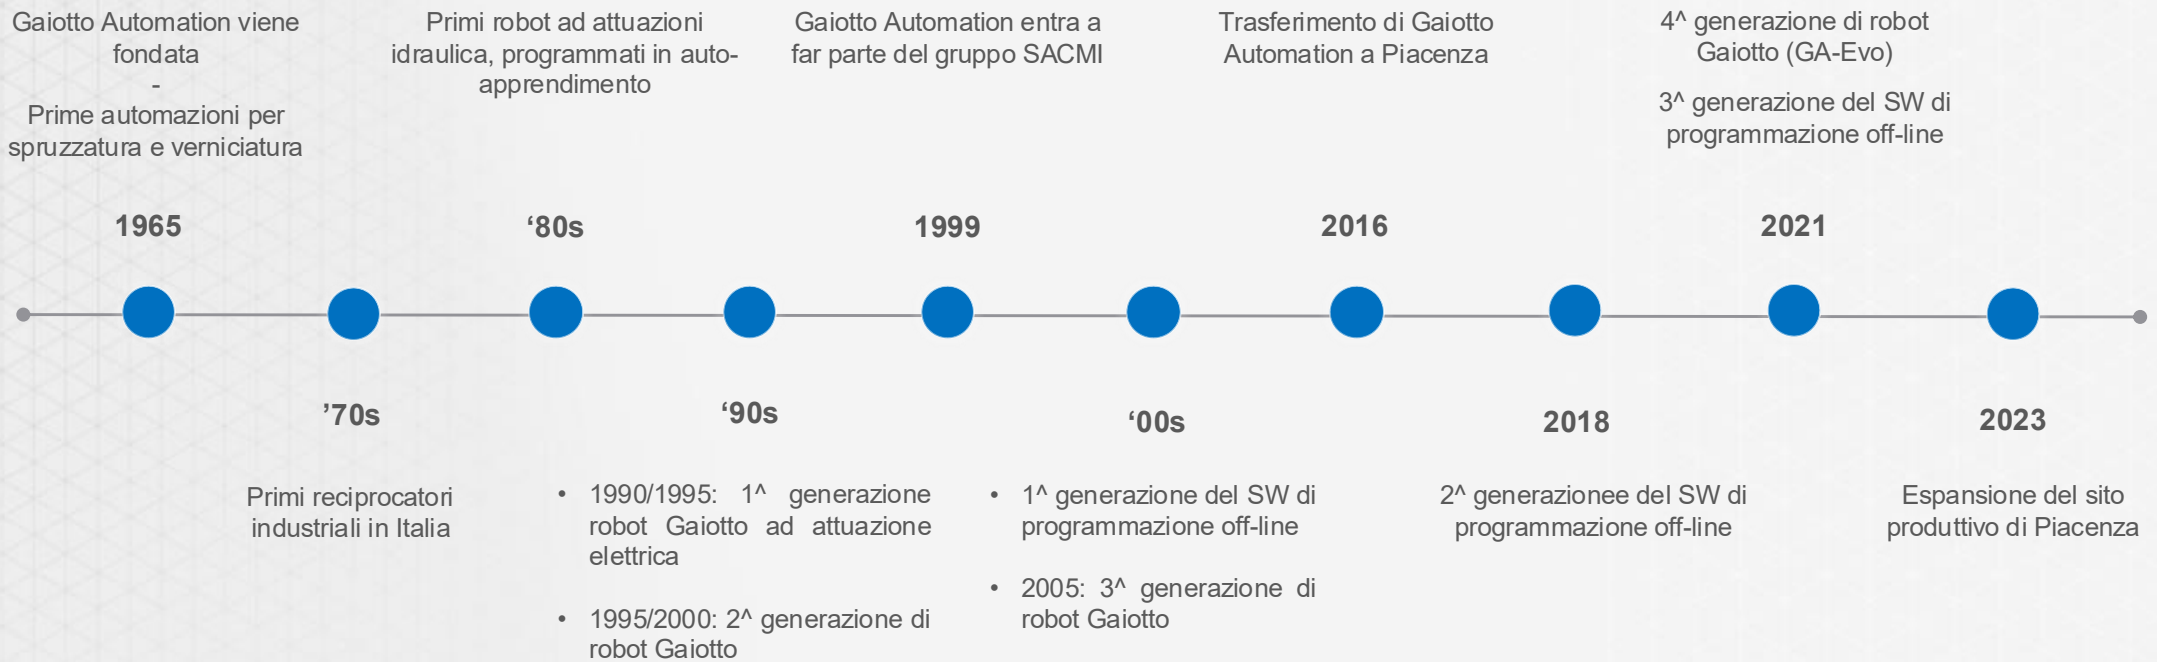 Gaiotto Automation viene
fondata
-
Prime automazioni per
spruzzatura e verniciatura
1965
’70s
Primi reciprocatori
industriali in Italia
Primi robot ad attuazioni
idraulica, programmati in auto-
apprendimento
‘80s
‘90s
• 1990/1995: 1^ generazione
robot Gaiotto ad attuazione
elettrica
• 1995/2000: 2^ generazione di
robot Gaiotto
Gaiotto Automation entra a
far parte del gruppo SACMI
1999
‘00s
• 1^ generazione del SW di
programmazione off-line
• 2005: 3^ generazione di
robot Gaiotto
Trasferimento di Gaiotto
Automation a Piacenza
2016
2018
2^ generazionee del SW di
programmazione off-line
4^ generazione di robot
Gaiotto (GA-Evo)
3^ generazione del SW di
programmazione off-line
2021
2023
Espansione del sito
produttivo di Piacenza